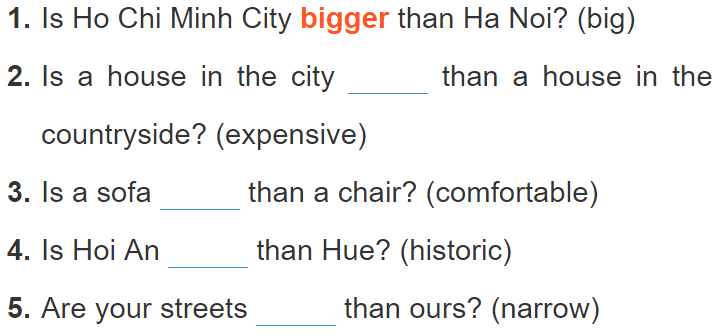 1. Is Ho Chi Minh City bigger than Ha Noi? (big)
2. Is a house in the city ______ than a house in the
countryside? (expensive)
3. Is a sofa ______ than a chair? (comfortable)
4. Is Hoi An ______ than Hue? (historic)
5. Are your streets ______ than ours? (narrow)